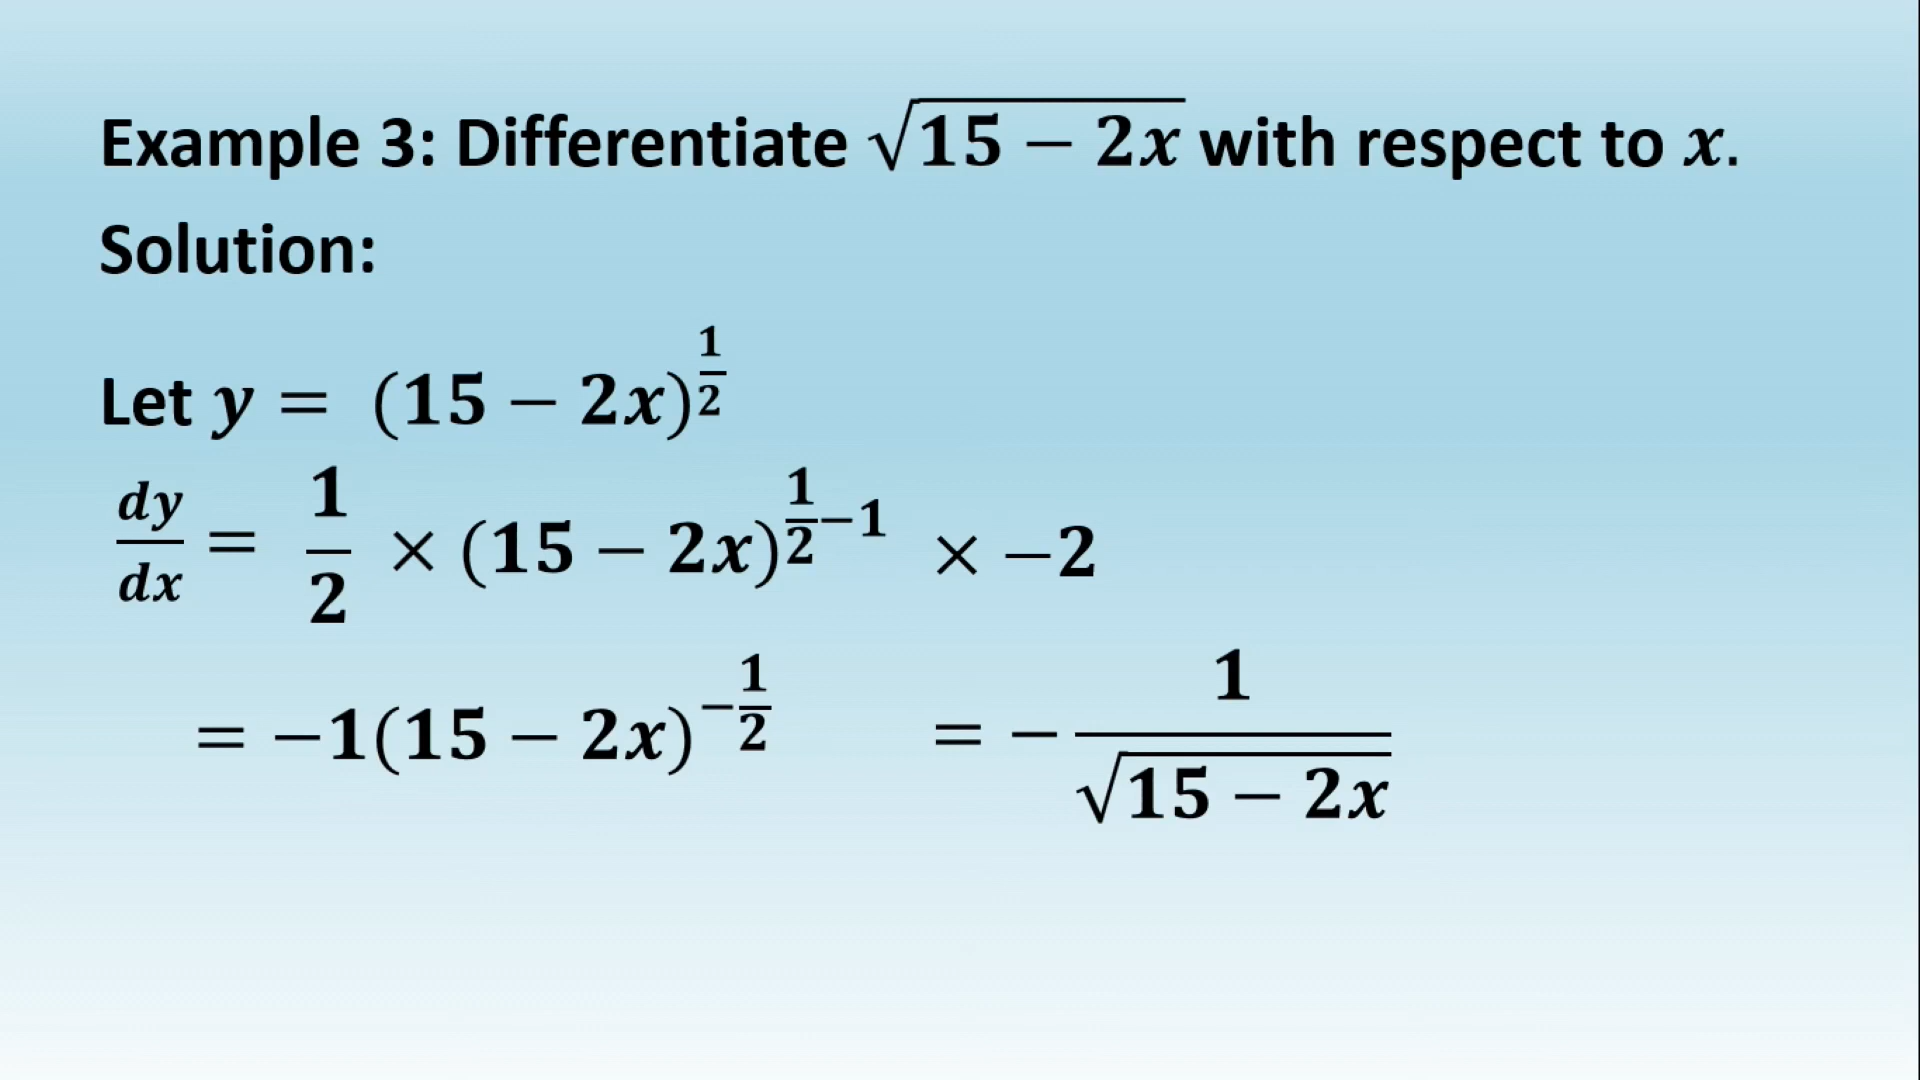 Example 3: Differentiate √(15 − 2x) with respect to x.
Solution:
Let y = (15 − 2x)^(1/2)
dy/dx = 1/2 × (15 − 2x)^(1/2 − 1) × −2
= −1(15 − 2x)^(−1/2) = − 1/√(15 − 2x)